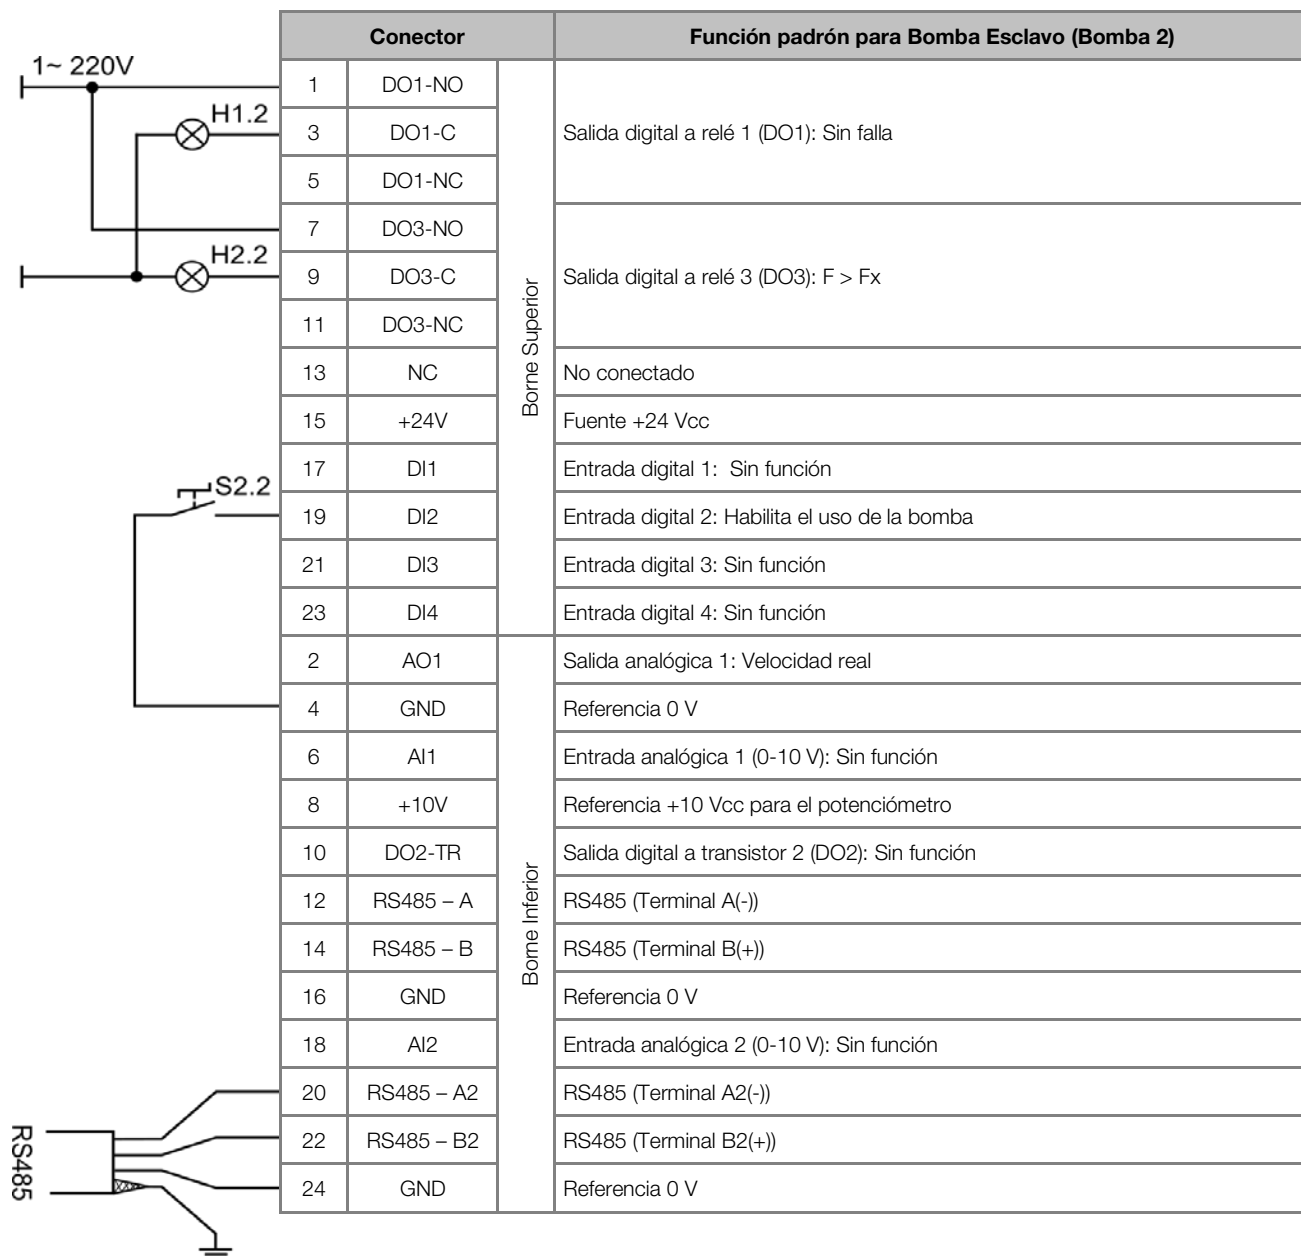 Conector Función padrón para Bomba Esclavo (Bomba 2)
1~ 220V
1 DO1-NO
H1.2
3 DO1-C Salida digital a relé 1 (DO1): Sin falla
5 DO1-NC
7 DO3-NO
H2.2
9 DO3-C Salida digital a relé 3 (DO3): F > Fx
11 DO3-NC
Borne Superior
13 NC No conectado
15 +24V Fuente +24 Vcc
17 DI1 Entrada digital 1: Sin función
S2.2
19 DI2 Entrada digital 2: Habilita el uso de la bomba
21 DI3 Entrada digital 3: Sin función
23 DI4 Entrada digital 4: Sin función
2 AO1 Salida analógica 1: Velocidad real
4 GND Referencia 0 V
6 AI1 Entrada analógica 1 (0-10 V): Sin función
8 +10V Referencia +10 Vcc para el potenciómetro
10 DO2-TR Salida digital a transistor 2 (DO2): Sin función
Borne Inferior
12 RS485 – A RS485 (Terminal A(-))
14 RS485 – B RS485 (Terminal B(+))
16 GND Referencia 0 V
18 AI2 Entrada analógica 2 (0-10 V): Sin función
20 RS485 – A2 RS485 (Terminal A2(-))
22 RS485 – B2 RS485 (Terminal B2(+))
24 GND Referencia 0 V
RS485